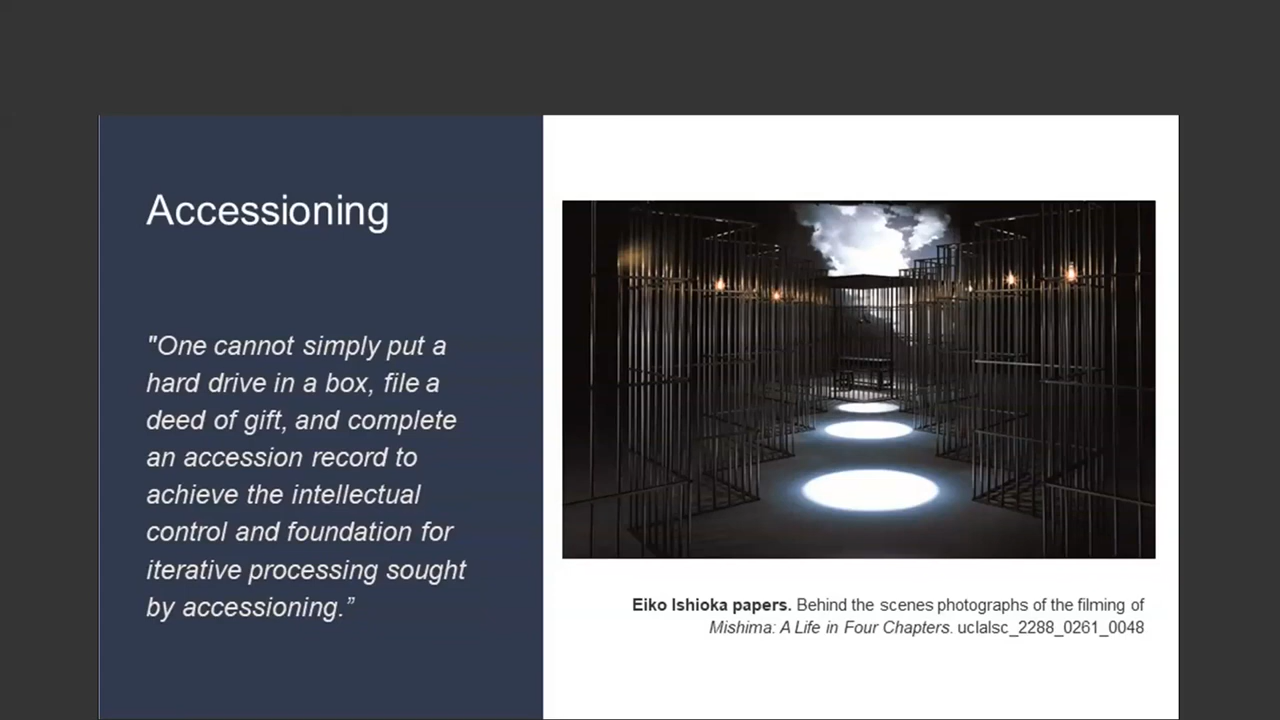 Accessioning
"One cannot simply put a
hard drive in a box, file a
deed of gift, and complete
an accession record to
achieve the intellectual
control and foundation for
iterative processing sought
by accessioning.”
Eiko Ishioka papers. Behind the scenes photographs of the filming of
Mishima: A Life in Four Chapters. uclalsc_2288_0261_0048